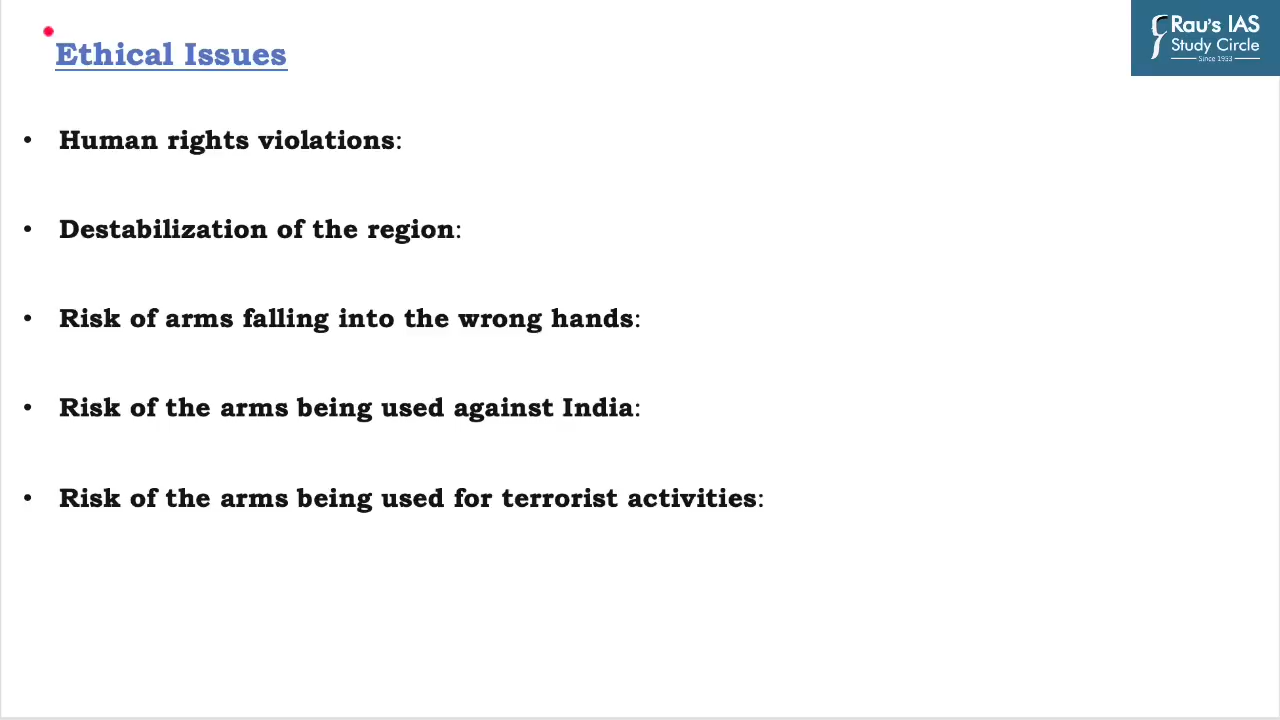 Ethical Issues
Rau's IAS
Study Circle
Since 1953
• Human rights violations:
• Destabilization of the region:
• Risk of arms falling into the wrong hands:
• Risk of the arms being used against India:
• Risk of the arms being used for terrorist activities: